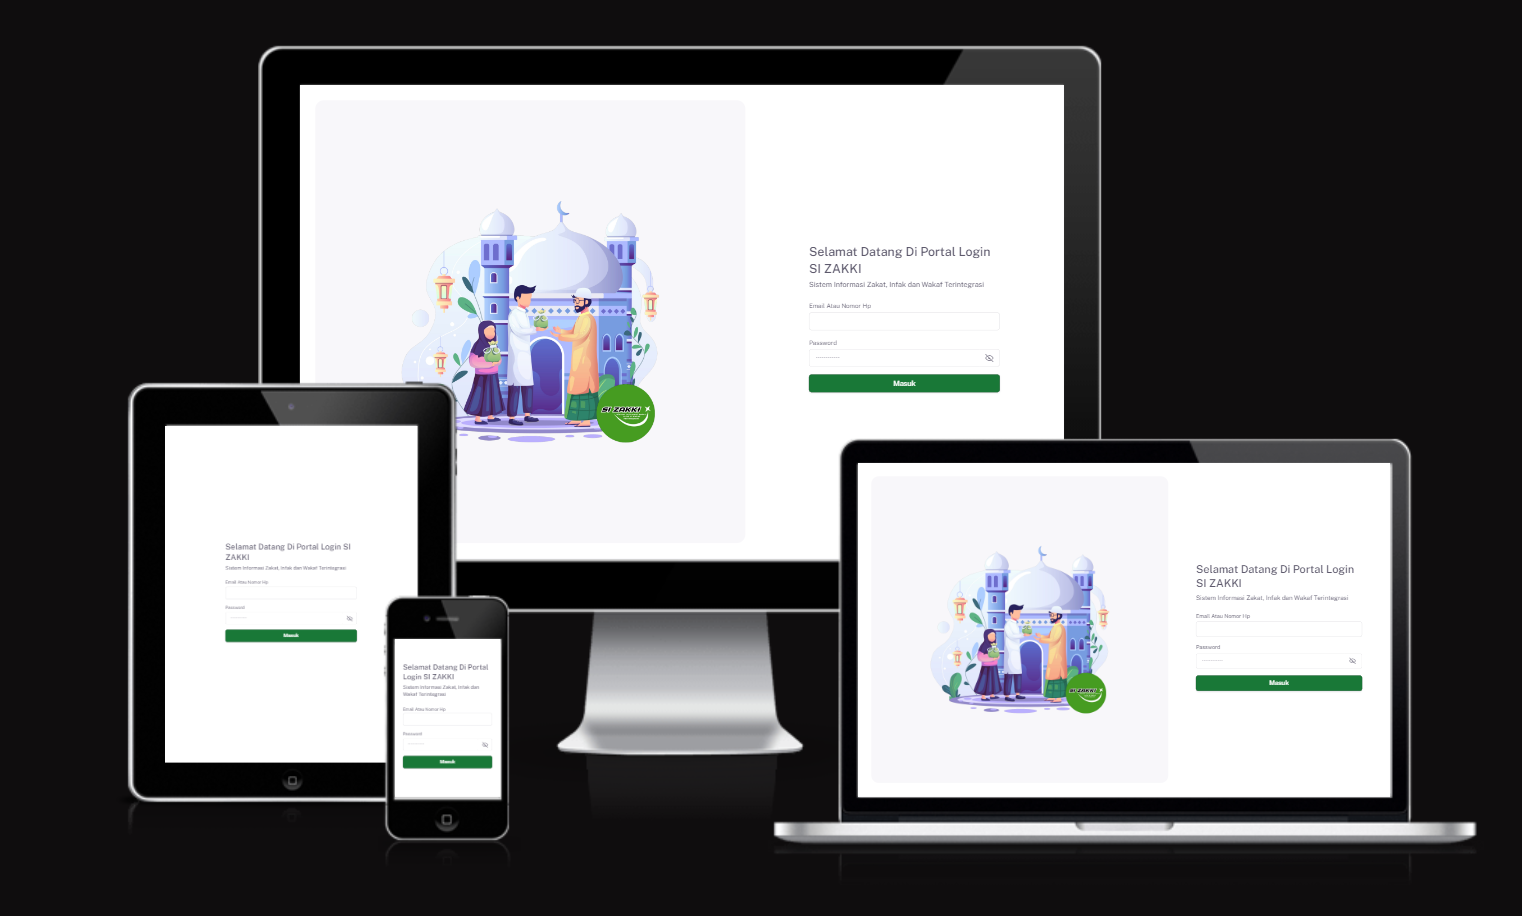 Selamat Datang Di Portal Login
SI ZAKKI
Sistem Informasi Zakat, Infak dan Wakaf Terintegrasi
Email Atau Nomor Hp
Password
Masuk
SI ZAKKI
Selamat Datang Di Portal Login SI
ZAKKI
Sistem Informasi Zakat, Infak dan Wakaf Terintegrasi
Email Atau Nomor Hp
Password
Masuk
Selamat Datang Di Portal
Login SI ZAKKI
Sistem Informasi Zakat, Infak dan
Wakaf Terintegrasi
Email Atau Nomor Hp
Password
Masuk
Selamat Datang Di Portal Login
SI ZAKKI
Sistem Informasi Zakat, Infak dan Wakaf Terintegrasi
Email Atau Nomor Hp
Password
Masuk
SI ZAKKI